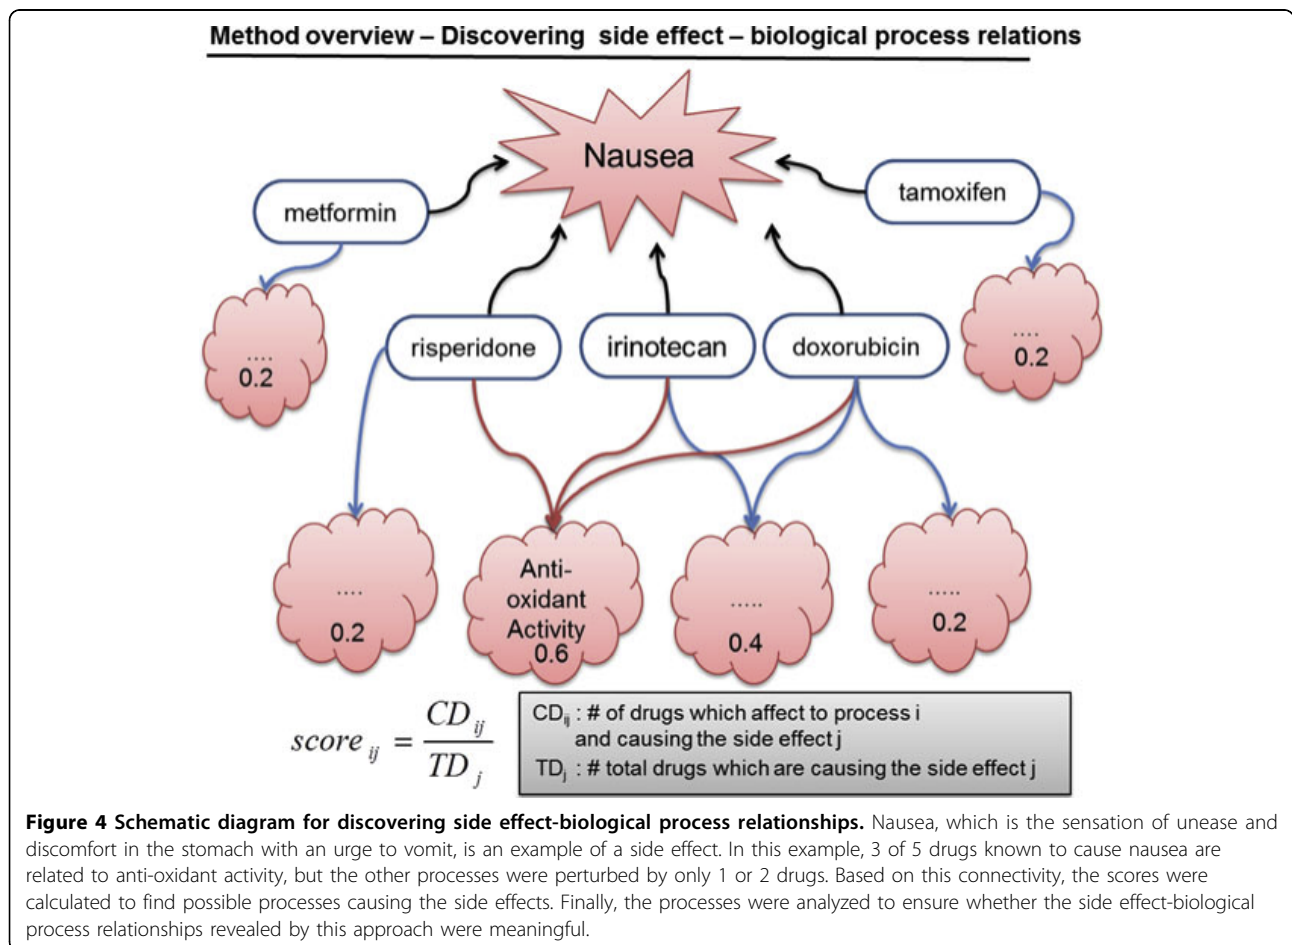 Method overview – Discovering side effect – biological process relations
Nausea
metformin
tamoxifen
....
0.2
risperidone
irinotecan
doxorubicin
....
0.2
....
0.2
Anti-
oxidant
Activity
0.6
.....
0.4
.....
0.2
score ij = CD ij / TD j
CDij : # of drugs which affect to process i
and causing the side effect j
TDj : # total drugs which are causing the side effect j
Figure 4 Schematic diagram for discovering side effect-biological process relationships. Nausea, which is the sensation of unease and
discomfort in the stomach with an urge to vomit, is an example of a side effect. In this example, 3 of 5 drugs known to cause nausea are
related to anti-oxidant activity, but the other processes were perturbed by only 1 or 2 drugs. Based on this connectivity, the scores were
calculated to find possible processes causing the side effects. Finally, the processes were analyzed to ensure whether the side effect-biological
process relationships revealed by this approach were meaningful.